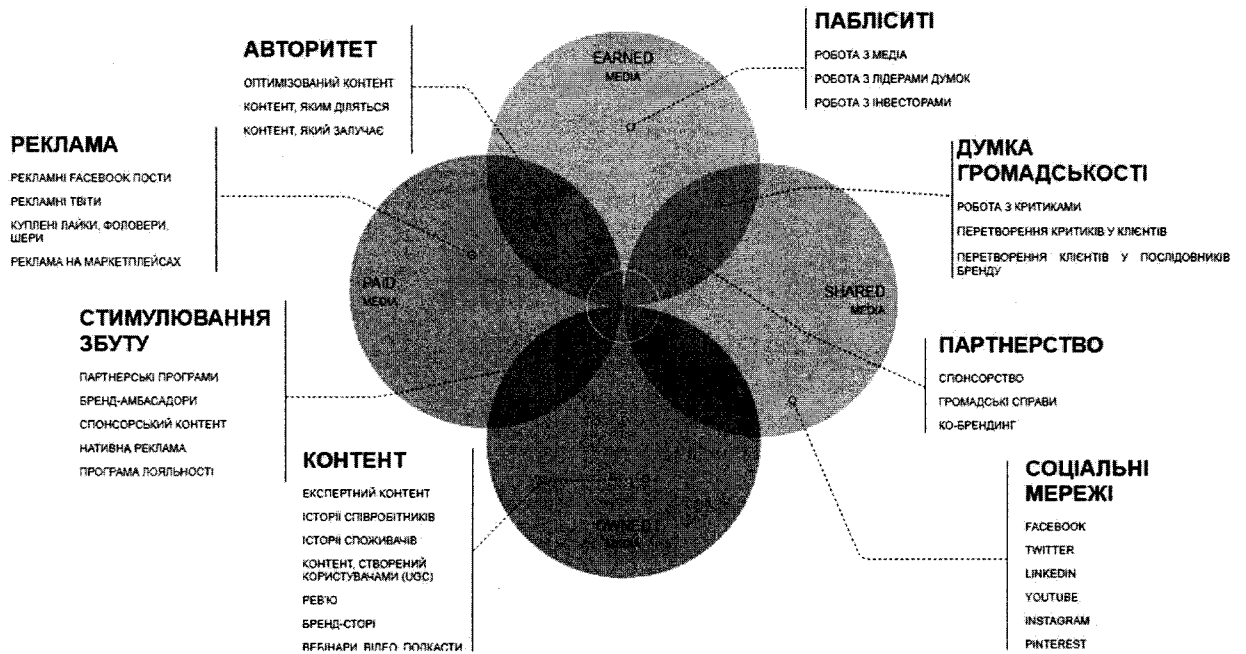 ПАБЛІСИТІ
РОБОТА З МЕДІА
РОБОТА З ЛІДЕРАМИ ДУМОК
РОБОТА З ІНВЕСТОРАМИ
АВТОРИТЕТ
ОПТИМІЗОВАНИЙ КОНТЕНТ
КОНТЕНТ, ЯКИМ ДІЛЯТЬСЯ
КОНТЕНТ, ЯКИЙ ЗАЛУЧАЄ
EARNED
MEDIA
РЕКЛАМА
РЕКЛАМНІ FACEBOOK ПОСТИ
РЕКЛАМНІ ТВІТИ
КУПЛЕНІ ЛАЙКИ, ФОЛОВЕРИ,
ШЕРИ
РЕКЛАМА НА МАРКЕТПЛЕЙСАХ
ДУМКА
ГРОМАДСЬКОСТІ
РОБОТА З КРИТИКАМИ
ПЕРЕТВОРЕННЯ КРИТИКІВ У КЛІЄНТІВ
ПЕРЕТВОРЕННЯ КЛІЄНТІВ У ПОСЛІДОВНИКІВ
БРЕНДУ
PAID
MEDIA
SHARED
MEDIA
СТИМУЛЮВАННЯ
ЗБУТУ
ПАРТНЕРСЬКІ ПРОГРАМИ
БРЕНД-АМБАСАДОРИ
СПОНСОРСЬКИЙ КОНТЕНТ
НАТИВНА РЕКЛАМА
ПРОГРАМА ЛОЯЛЬНОСТІ
ПАРТНЕРСТВО
СПОНСОРСТВО
ГРОМАДСЬКІ СПРАВИ
КО-БРЕНДИНГ
КОНТЕНТ
ЕКСПЕРТНИЙ КОНТЕНТ
ІСТОРІЇ СПІВРОБІТНИКІВ
ІСТОРІЇ СПОЖИВАЧІВ
КОНТЕНТ, СТВОРЕНИЙ
КОРИСТУВАЧАМИ (UGC)
РЕВ'Ю
БРЕНД-СТОРІ
ВЕБІНАРИ, ВІДЕО, ПОДКАСТИ
OWNED
MEDIA
СОЦІАЛЬНІ
МЕРЕЖІ
FACEBOOK
TWITTER
LINKEDIN
YOUTUBE
INSTAGRAM
PINTEREST